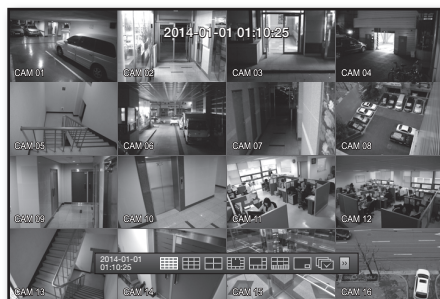 2014-01-01 01:10:25
CAM 01
CAM 02
CAM 03
CAM 04
CAM 05
CAM 06
CAM 07
CAM 08
CAM 09
CAM 10
CAM 11
CAM 12
2014-01-01
01:10:25
CAM 13
CAM 14
CAM 15
CAM 16